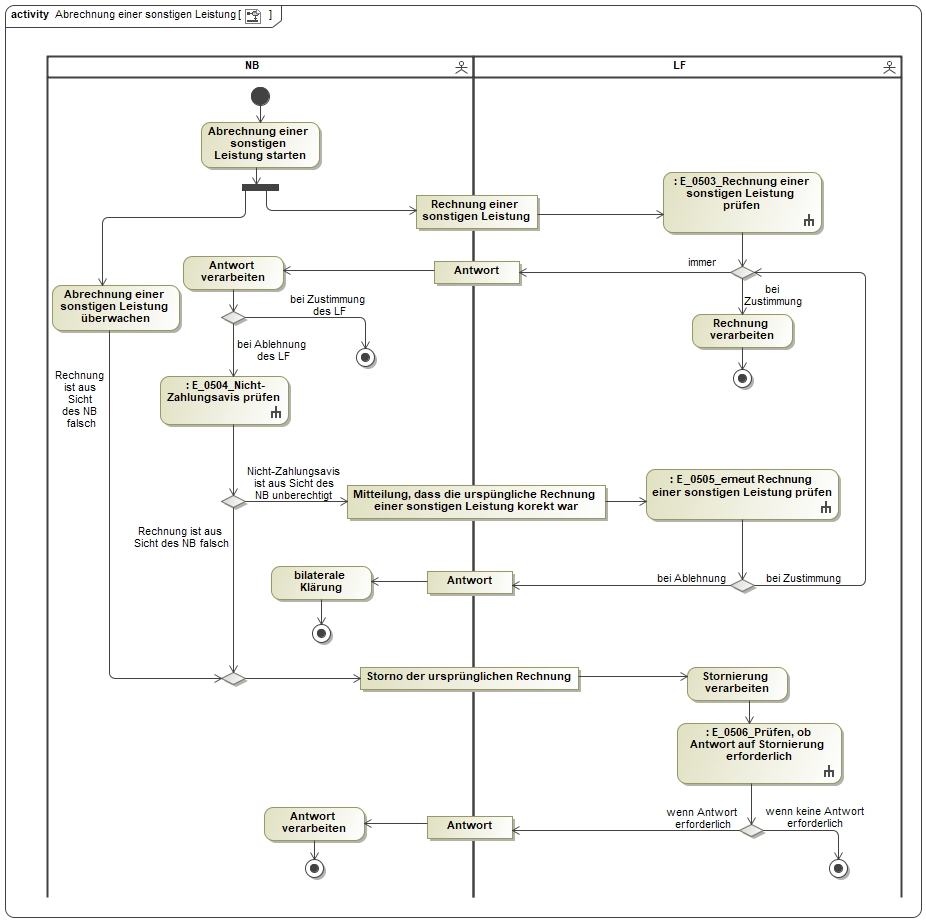 activity Abrechnung einer sonstigen Leistung [ ]
NB
LF
Abrechnung einer
sonstigen
Leistung starten
Rechnung einer
sonstigen Leistung
: E_0503_Rechnung einer
sonstigen Leistung
prüfen
immer
bei
Zustimmung
Rechnung
verarbeiten
Antwort
Antwort
verarbeiten
bei Zustimmung
des LF
bei Ablehnung
des LF
Abrechnung einer
sonstigen Leistung
überwachen
Rechnung
ist aus
Sicht
des NB
falsch
: E_0504_Nicht-
Zahlungsavis prüfen
Nicht-Zahlungsavis
ist aus Sicht des
NB unberechtigt
Rechnung ist aus
Sicht des NB falsch
Mitteilung, dass die urspüngliche Rechnung
einer sonstigen Leistung korekt war
: E_0505_erneut Rechnung
einer sonstigen Leistung prüfen
bei Ablehnung
bei Zustimmung
Antwort
bilaterale
Klärung
Storno der ursprünglichen Rechnung
Stornierung
verarbeiten
: E_0506_Prüfen, ob
Antwort auf Stornierung
erforderlich
wenn Antwort
erforderlich
wenn keine Antwort
erforderlich
Antwort
Antwort
verarbeiten